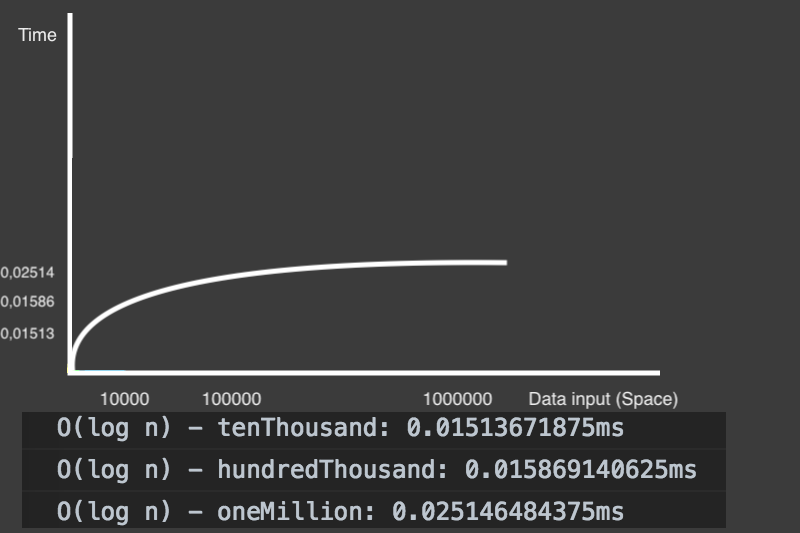 Time
0,02514
0,01586
0,01513
10000 100000 1000000 Data input (Space)
O(log n) – tenThousand: 0.01513671875ms
O(log n) – hundredThousand: 0.015869140625ms
O(log n) – oneMillion: 0.025146484375ms